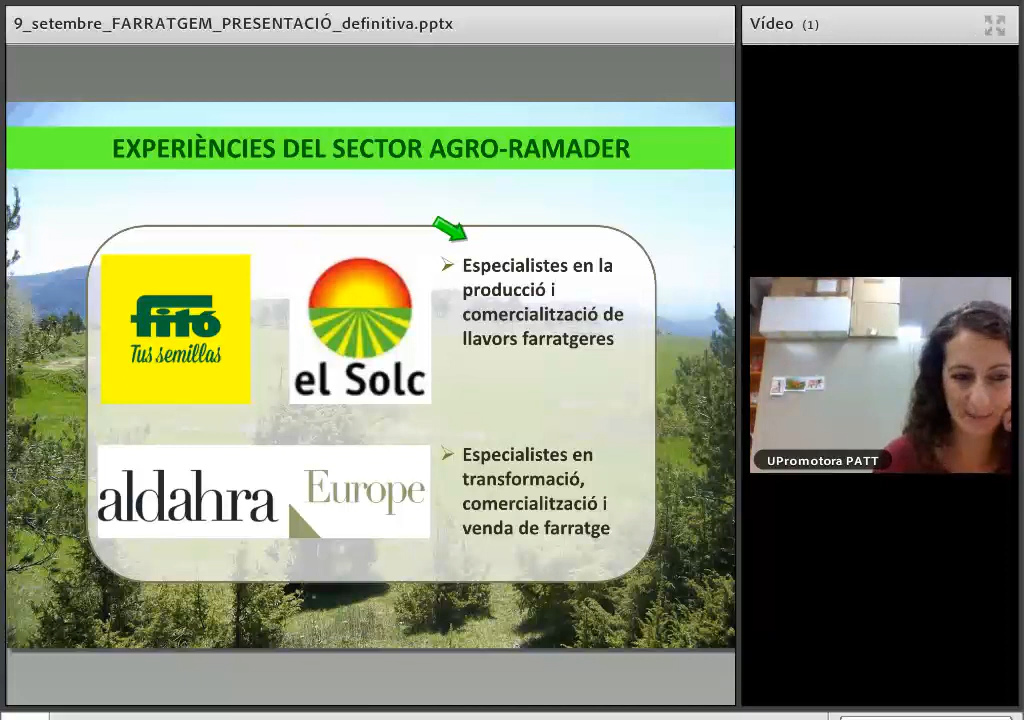 9_setembre_FARRATGEM_PRESENTACIÓ_definitiva.pptx
Vídeo (1)
EXPERIÈNCIES DEL SECTOR AGRO-RAMADER
fitó
Tus semillas
el Solc
Especialistes en la
producció i
comercialització de
llavors farratgeres
aldahra
Europe
Especialistes en
transformació,
comercialització i
venda de farratge
UPromotora PATT